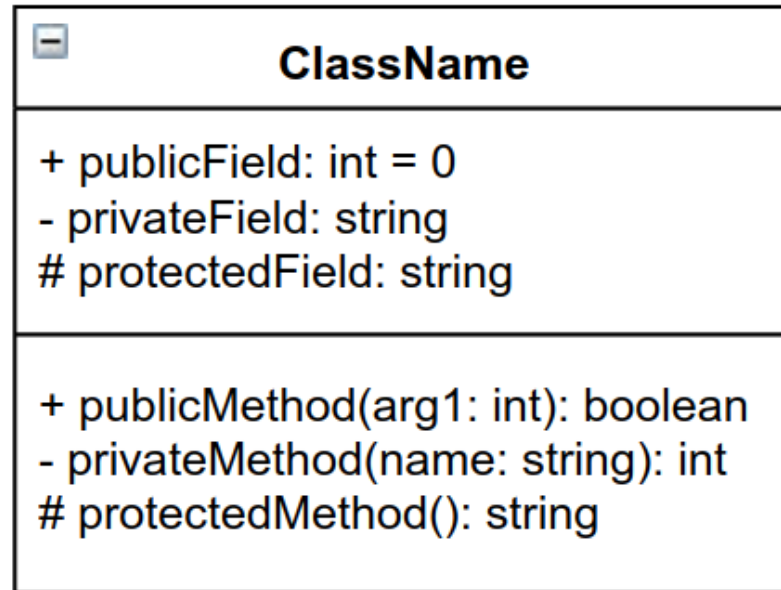 ClassName
+ publicField: int = 0
- privateField: string
# protectedField: string
+ publicMethod(arg1: int): boolean
- privateMethod(name: string): int
# protectedMethod(): string